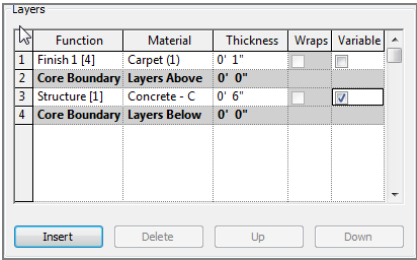 Layers
Function Material Thickness Wraps Variable
1 Finish 1 [4] Carpet (1) 0' 1"
2 Core Boundary Layers Above 0' 0"
3 Structure [1] Concrete - C 0' 6"
4 Core Boundary Layers Below 0' 0"
Insert Delete Up Down